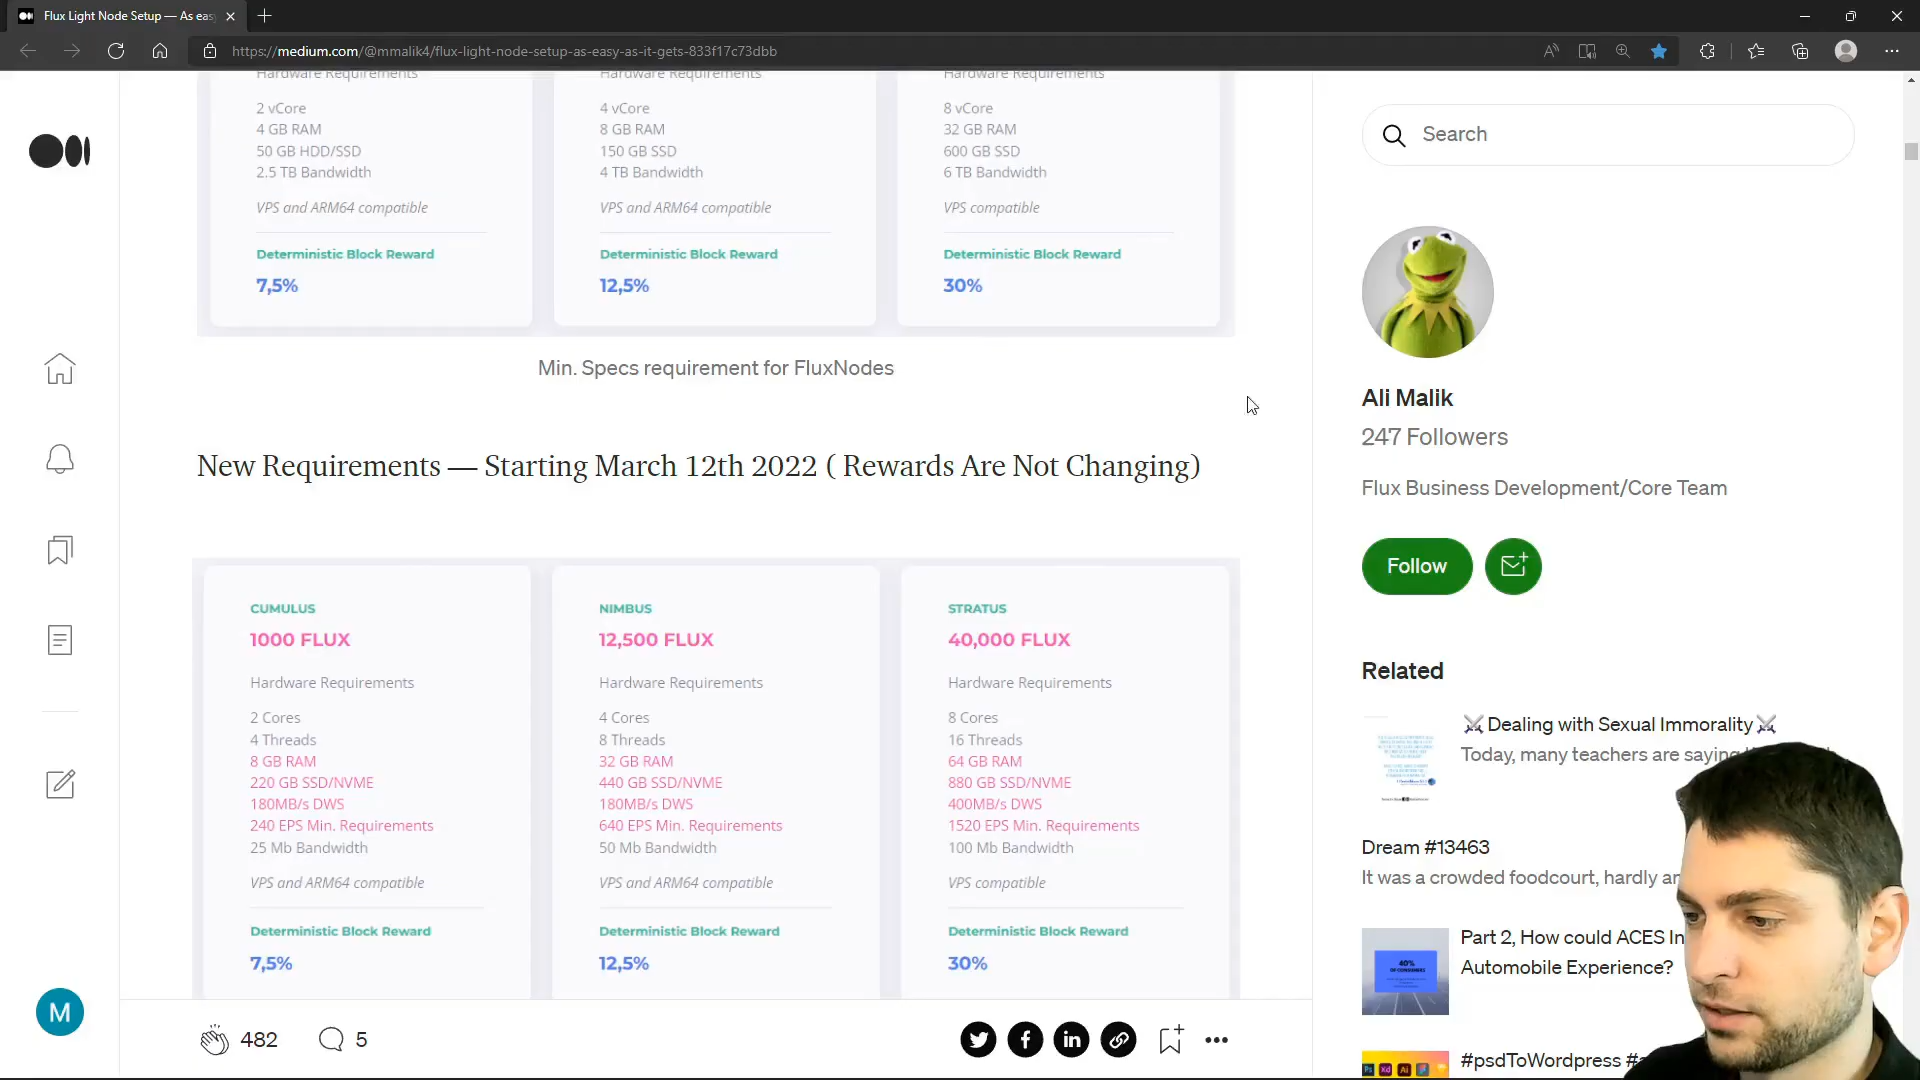 Flux Light Node Setup — As eas
https://medium.com/@mmalik4/flux-light-node-setup-as-easy-as-it-gets-833f17c73dbb
Hardware Requirements
2 vCore
4 GB RAM
50 GB HDD/SSD
2.5 TB Bandwidth
VPS and ARM64 compatible
Deterministic Block Reward
7,5%
Hardware Requirements
4 vCore
8 GB RAM
150 GB SSD
4 TB Bandwidth
VPS and ARM64 compatible
Deterministic Block Reward
12,5%
Hardware Requirements
8 vCore
32 GB RAM
600 GB SSD
6 TB Bandwidth
VPS compatible
Deterministic Block Reward
30%
Min. Specs requirement for FluxNodes
New Requirements — Starting March 12th 2022 ( Rewards Are Not Changing)
CUMULUS
1000 FLUX
Hardware Requirements
2 Cores
4 Threads
8 GB RAM
220 GB SSD/NVME
180MB/s DWS
240 EPS Min. Requirements
25 Mb Bandwidth
VPS and ARM64 compatible
Deterministic Block Reward
7,5%
NIMBUS
12,500 FLUX
Hardware Requirements
4 Cores
8 Threads
32 GB RAM
440 GB SSD/NVME
180MB/s DWS
640 EPS Min. Requirements
50 Mb Bandwidth
VPS and ARM64 compatible
Deterministic Block Reward
12,5%
STRATUS
40,000 FLUX
Hardware Requirements
8 Cores
16 Threads
64 GB RAM
880 GB SSD/NVME
400MB/s DWS
1520 EPS Min. Requirements
100 Mb Bandwidth
VPS compatible
Deterministic Block Reward
30%
M
482
5
Search
Ali Malik
247 Followers
Flux Business Development/Core Team
Follow
Related
⚔Dealing with Sexual Immorality⚔
Today, many teachers are saying
Dream #13463
It was a crowded foodcourt, hardly
40%
OF CONSUMERS
Part 2, How could ACES In
Automobile Experience?
Ps Xd Ai
#psdToWordpress